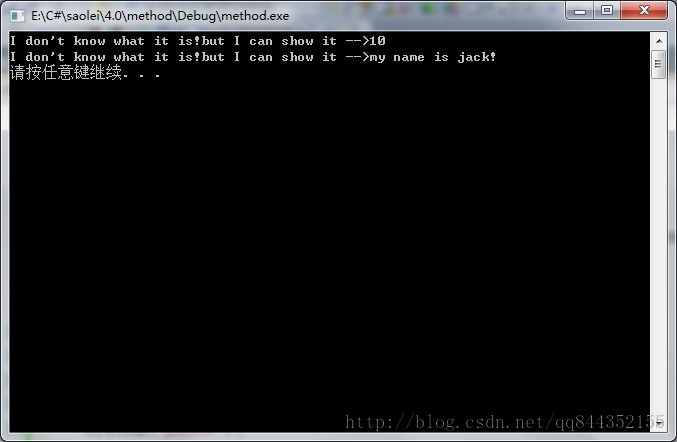 E:\C#\saolei\4.0\method\Debug\method.exe
I don't know what it is!but I can show it -->10
I don't know what it is!but I can show it -->my name is jack!
请按任意键继续. . .
http://blog.csdn.net/qq844352155